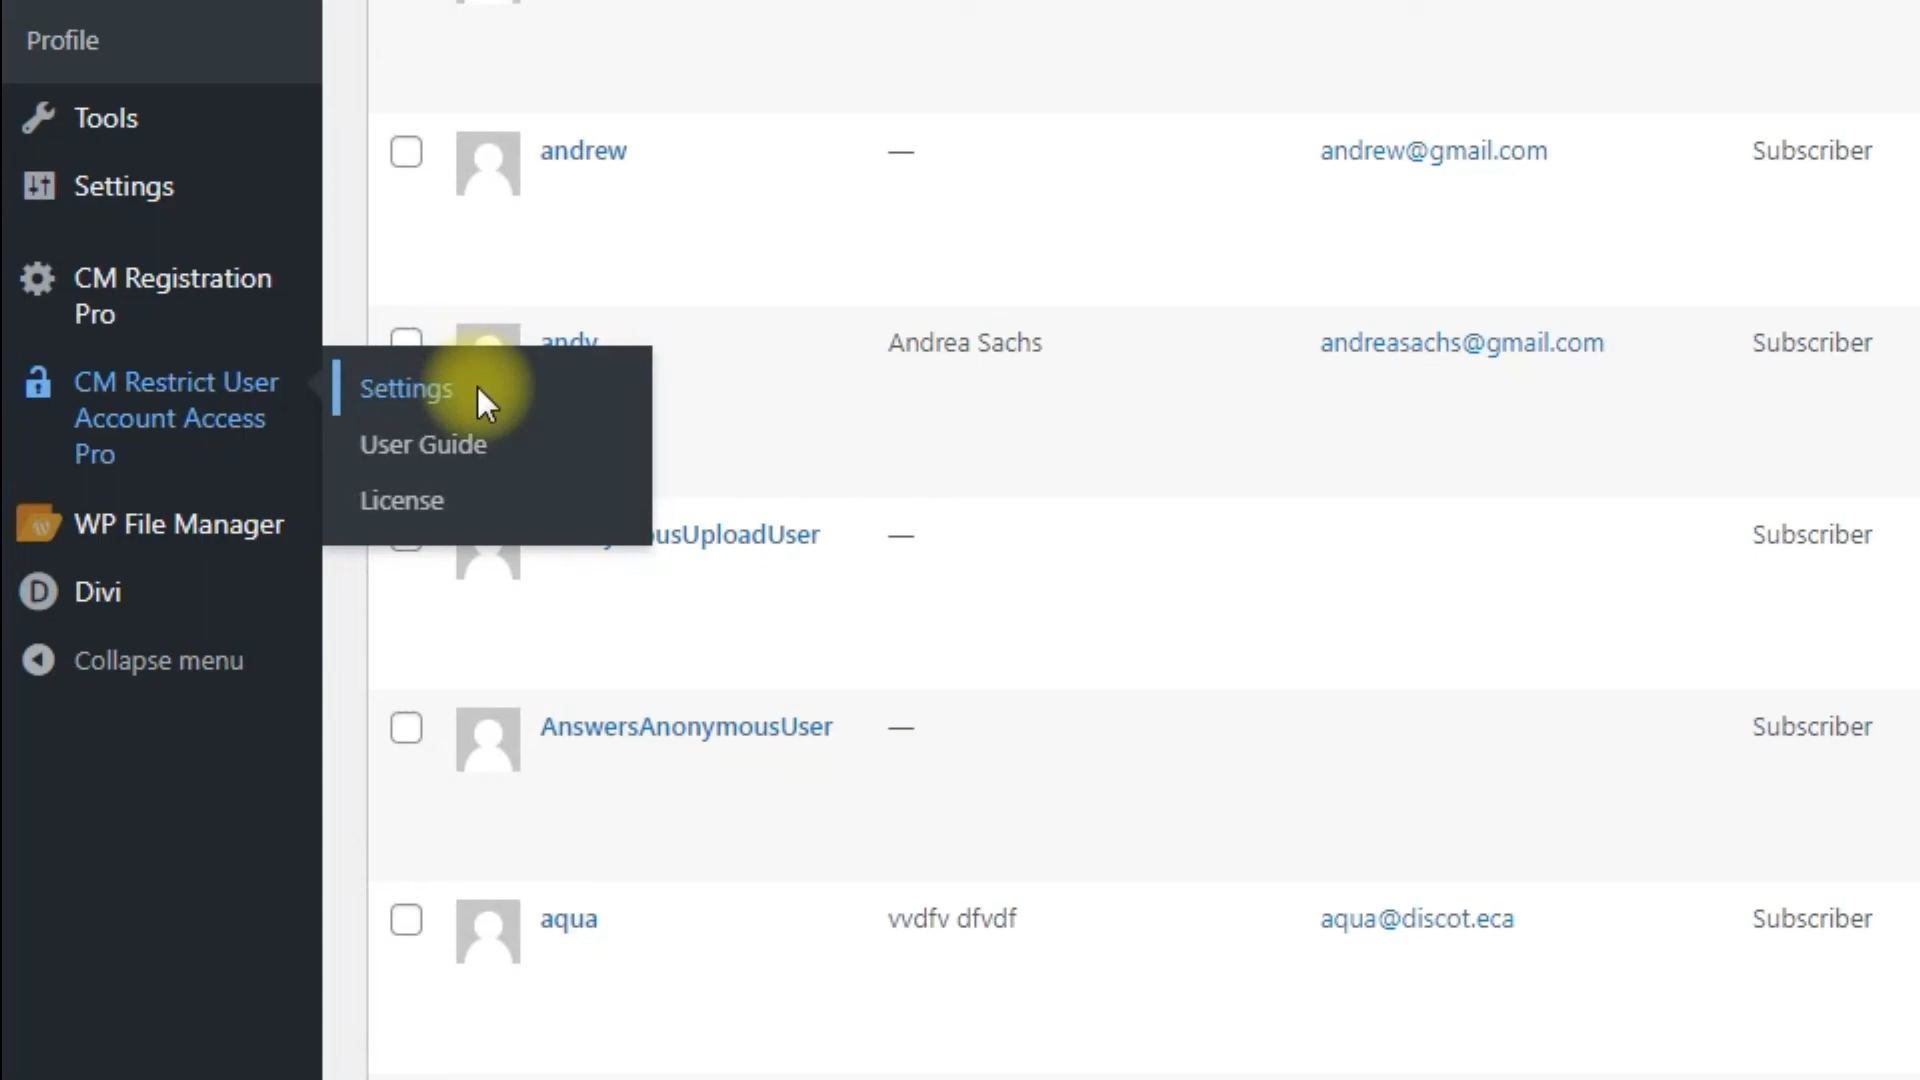 Profile
Tools
Settings
CM Registration
Pro
CM Restrict User
Account Access
Pro
WP File Manager
Divi
Collapse menu
Settings
User Guide
License
andrew — andrew@gmail.com Subscriber
andy Andrea Sachs andreasachs@gmail.com Subscriber
ousUploadUser — Subscriber
AnswersAnonymousUser — Subscriber
aqua vvdfv dfvdf aqua@discot.eca Subscriber